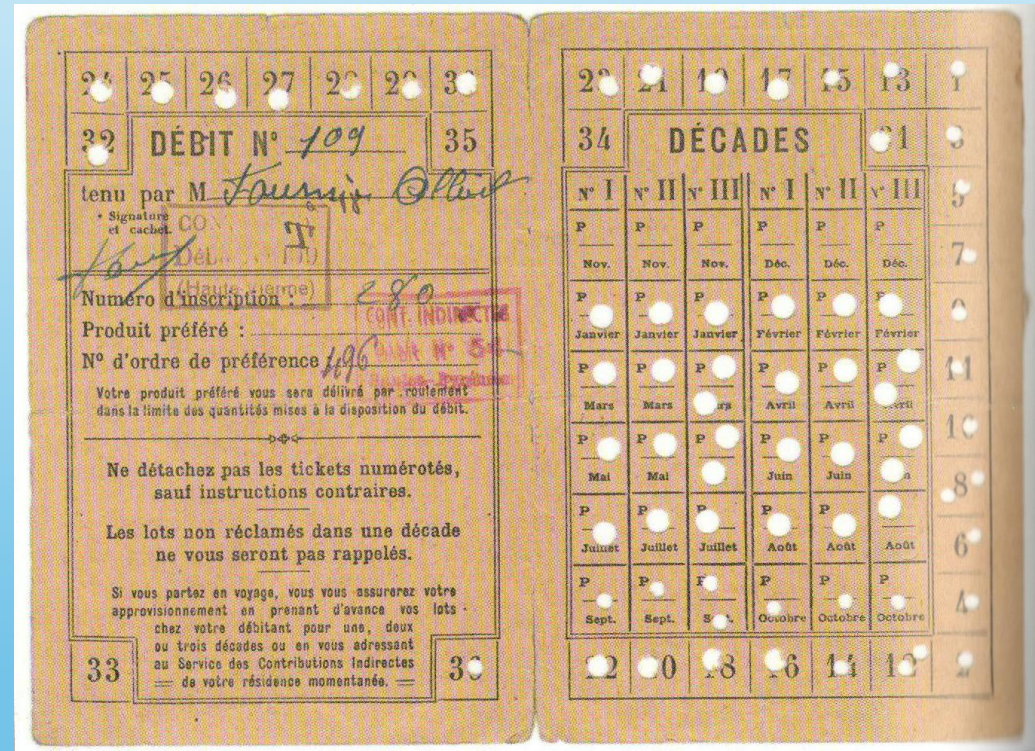 24 25 26 27 28 29 30
32 DÉBIT N° 109 35
tenu par M
* Signature
et cachet
(Haute Vienne)
Numéro d'inscription : 280
CONT. INDIRECTES
Produit préféré :
N° d'ordre de préférence 496
Votre produit préféré vous sera délivré par roulement
dans la limite des quantités mises à la disposition du débit.
Ne détachez pas les tickets numérotés,
sauf instructions contraires.
Les lots non réclamés dans une décade
ne vous seront pas rappelés.
Si vous partez en voyage, vous vous assurerez votre
approvisionnement en prenant d'avance vos lots
chez votre débitant pour une, deux
ou trois décades ou en vous adressant
au Service des Contributions Indirectes
de votre résidence momentanée.
33 36
23 21 19 17 15 13 1
34 DÉCADES 31 3
N° I N° II N° III N° I N° II N° III 5
P P P P P P
Nov. Nov. Nov. Déc. Déc. Déc. 7
P P P P P P 9
Janvier Janvier Janvier Février Février Février
P P P P P P 11
Mars Mars Mars Avril Avril Avril
P P P P P P 10
Mai Mai Juin Juin 8
P P P P P P
Juillet Juillet Juillet Août Août Août 6
P P P P P P 4
Sept. Sept. Sept. Octobre Octobre Octobre
22 20 18 16 14 12 2